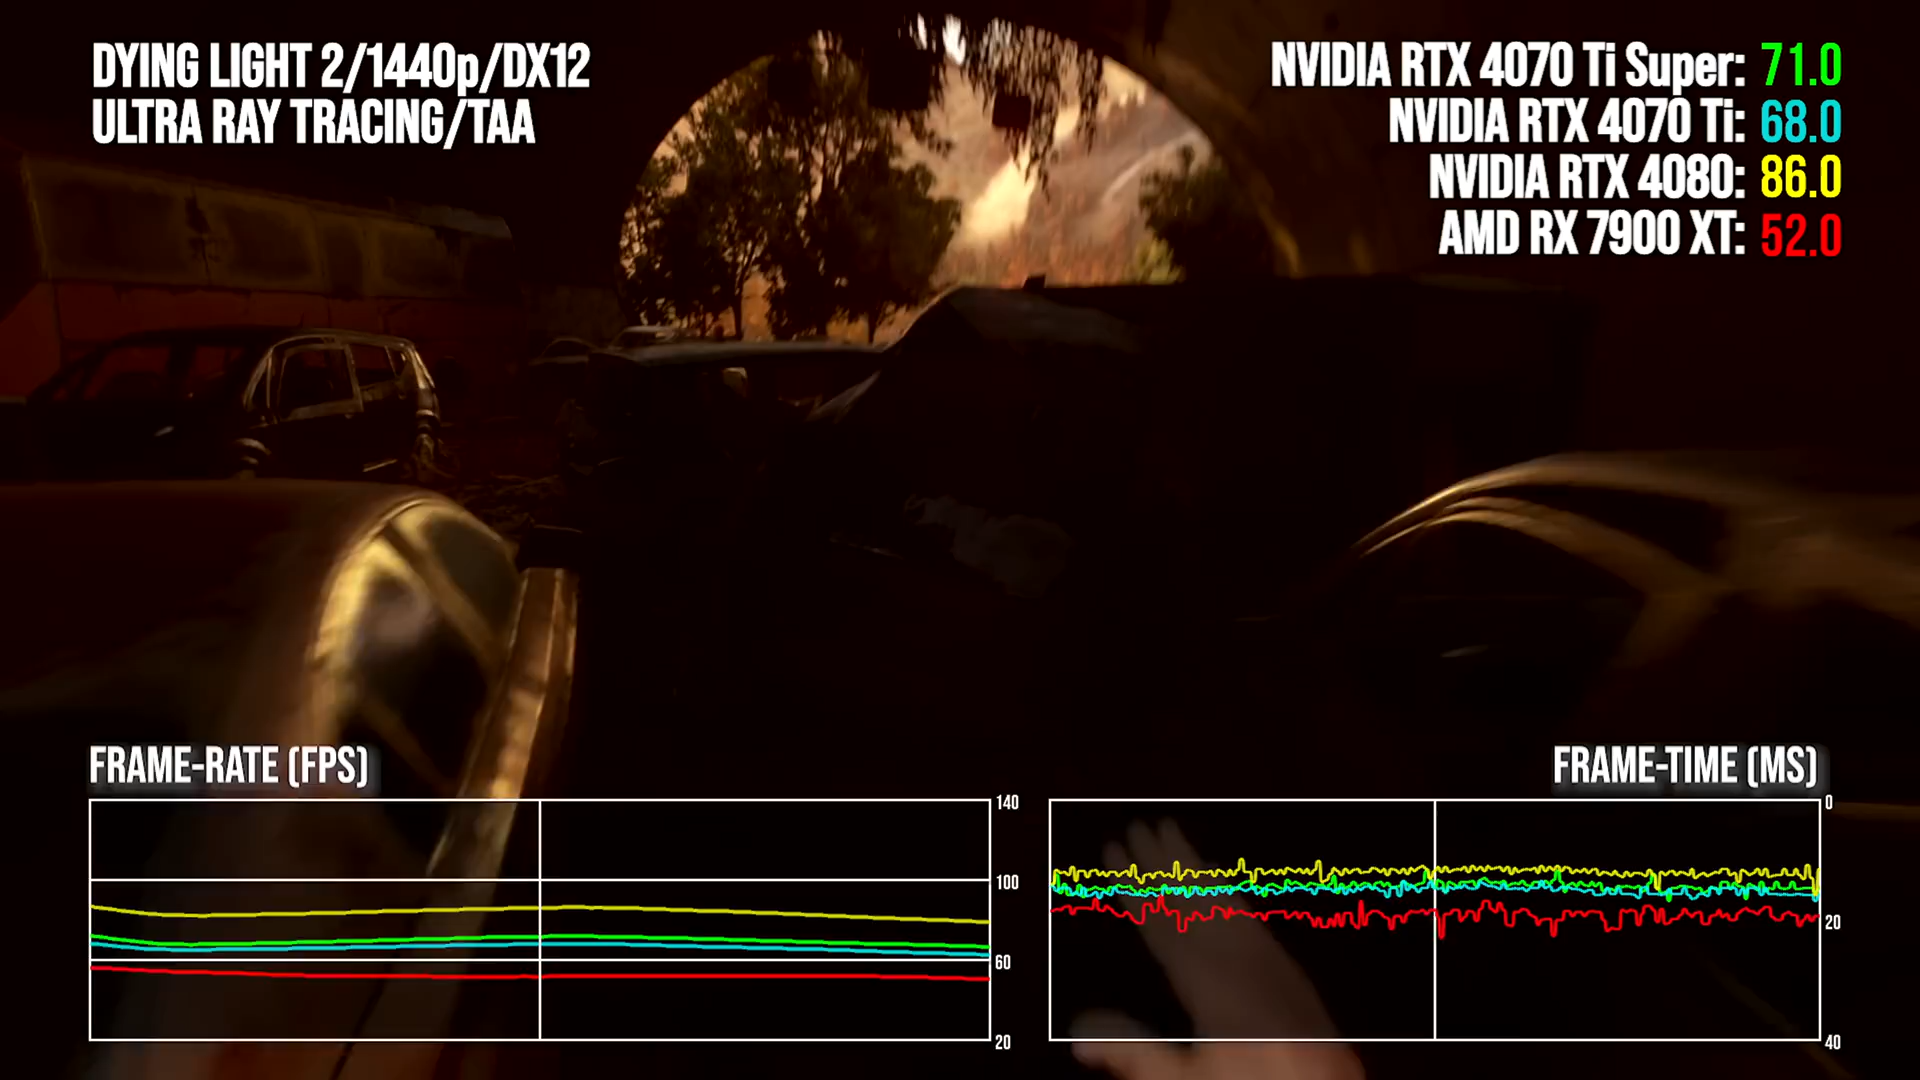 DYING LIGHT 2/1440p/DX12
ULTRA RAY TRACING/TAA
NVIDIA RTX 4070 Ti Super: 71.0
NVIDIA RTX 4070 Ti: 68.0
NVIDIA RTX 4080: 86.0
AMD RX 7900 XT: 52.0
FRAME-RATE (FPS)
140
100
60
20
FRAME-TIME (MS)
0
20
40